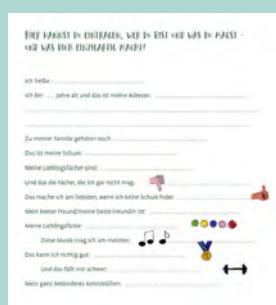 HIER KANNST DU EINTRAGEN, WER DU BIST UND WAS DU MAGST -
UND WAS DICH EINZIGARTIG MACHT!
Ich heiße
Ich bin ... Jahre alt und das ist meine Adresse:
Zu meiner Familie gehören noch
Das ist meine Schule:
Meine Lieblingsfächer sind:
Und das die Fächer, die ich gar nicht mag:
Das mache ich am liebsten, wenn ich keine Schule habe:
Mein bester Freund/meine beste Freundin ist:
Meine Lieblingsfarbe:
Diese Musik mag ich am meisten:
Das kann ich richtig gut:
Und das fällt mir schwer:
Mein ganz besonderes Kennzeichen: